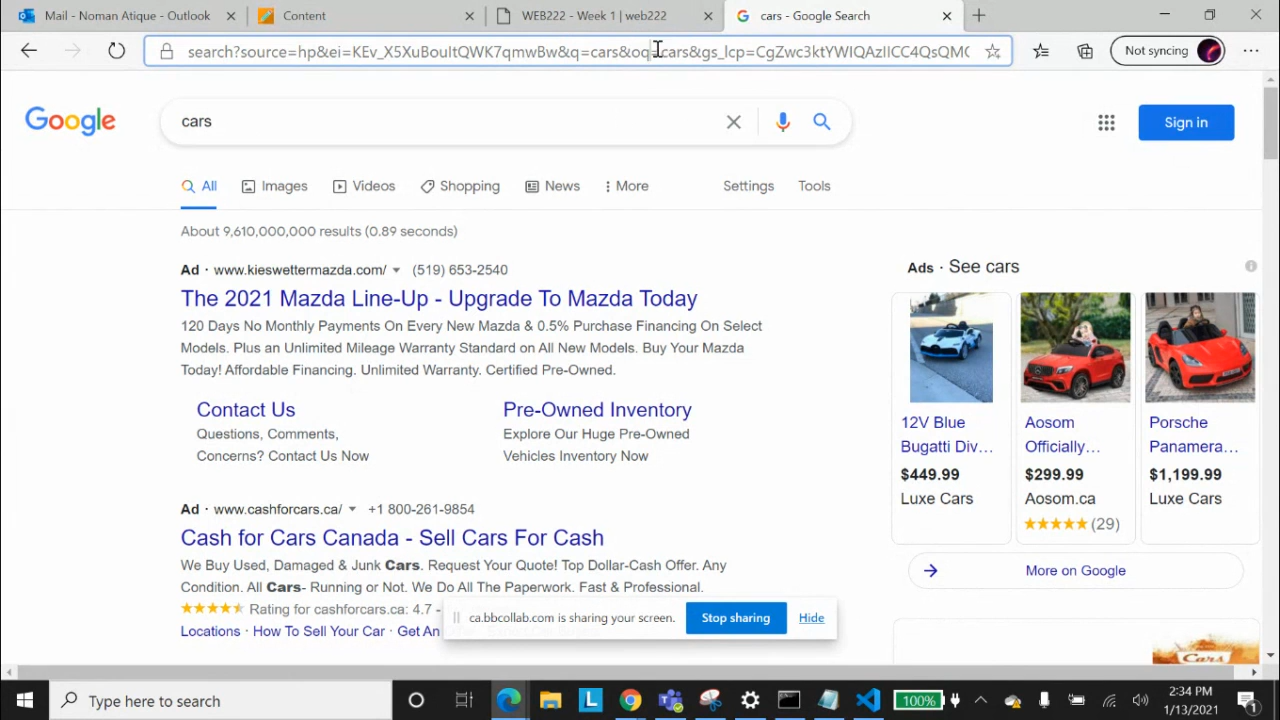 Mail - Noman Atique - Outlook
Content
WEB222 - Week 1 | web222
cars - Google Search
search?source=hp&ei=KEv_X5XuBouItQWK7qmwBw&q=cars&oq=cars&gs_lcp=CgZwc3ktYWIQAzIICC4QsQMC
Not syncing
Google
cars
Sign in
All
Images
Videos
Shopping
News
More
Settings
Tools
About 9,610,000,000 results (0.89 seconds)
Ad · www.kieswettermazda.com/ (519) 653-2540
The 2021 Mazda Line-Up - Upgrade To Mazda Today
120 Days No Monthly Payments On Every New Mazda & 0.5% Purchase Financing On Select
Models. Plus an Unlimited Mileage Warranty Standard on All New Models. Buy Your Mazda
Today! Affordable Financing. Unlimited Warranty. Certified Pre-Owned.
Contact Us
Questions, Comments,
Concerns? Contact Us Now
Pre-Owned Inventory
Explore Our Huge Pre-Owned
Vehicles Inventory Now
Ad · www.cashforcars.ca/ +1 800-261-9854
Cash for Cars Canada - Sell Cars For Cash
We Buy Used, Damaged & Junk Cars. Request Your Quote! Top Dollar-Cash Offer. Any
Condition. All Cars- Running or Not. We Do All The Paperwork. Fast & Professional.
Rating for cashforcars.ca: 4.7 -
Locations · How To Sell Your Car · Get An
Ads · See cars
12V Blue
Bugatti Div...
$449.99
Luxe Cars
Aosom
Officially...
$299.99
Aosom.ca
(29)
Porsche
Panamera...
$1,199.99
Luxe Cars
More on Google
Cars
ca.bbcollab.com is sharing your screen.
Stop sharing
Hide
Type here to search
L
100%
2:34 PM
1/13/2021
1